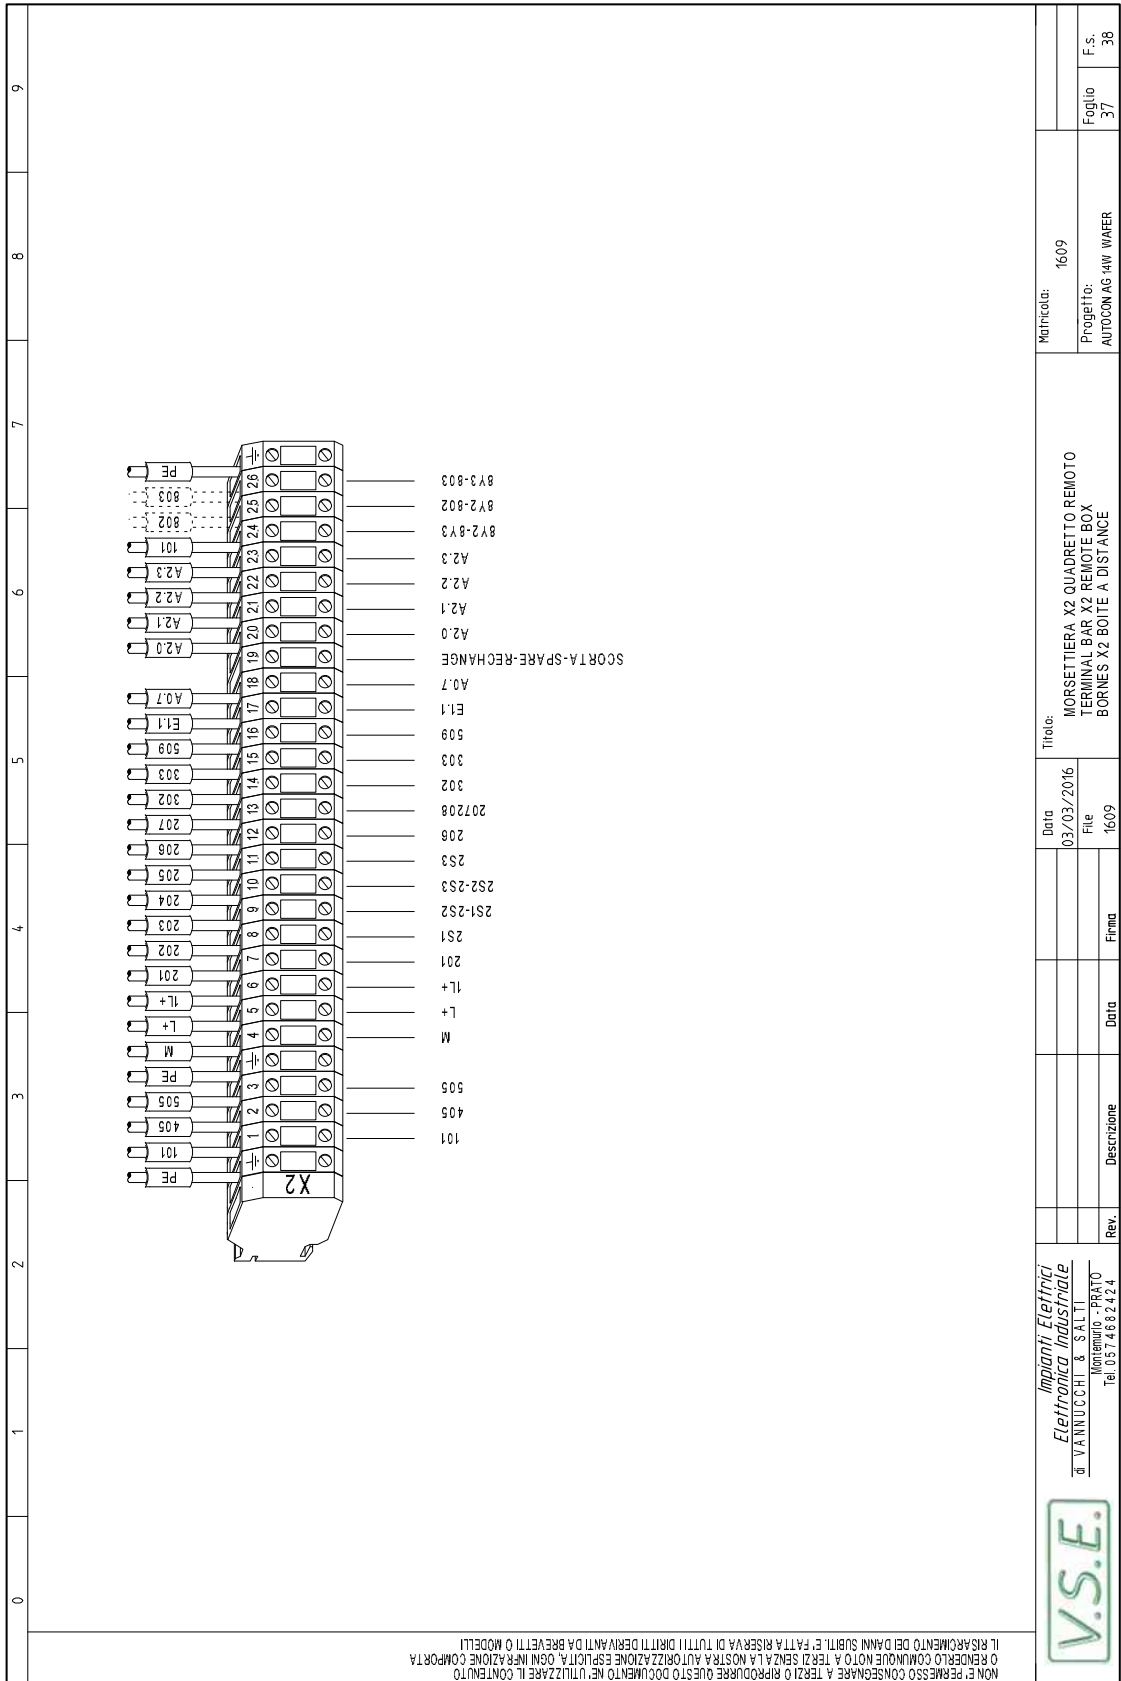 0 1 2 3 4 5 6 7 8 9
PE
101
405
505
PE
M
L+
1L+
201
202
203
204
205
206
207
302
303
509
E1.1
A0.7
A2.0
A2.1
A2.2
A2.3
101
802
803
PE
X2
1
2
3
4
5
6
7
8
9
10
11
12
13
14
15
16
17
18
19
20
21
22
23
24
25
26
101
405
505
M
L+
1L+
201
2S1
2S1-2S2
2S2-2S3
2S3
206
207208
302
303
509
E1.1
A0.7
SCORTA-SPARE-RECHANGE
A2.0
A2.1
A2.2
A2.3
8Y2-8Y3
8Y2-802
8Y3-803
NON E' PERMESSO CONSEGNARE A TERZI O RIPRODURRE QUESTO DOCUMENTO NE' UTILIZZARE IL CONTENUTO
O RENDERLO COMUNQUE NOTO A TERZI SENZA LA NOSTRA AUTORIZZAZIONE ESPLICITA. OGNI INFRAZIONE COMPORTA
IL RISARCIMENTO DEI DANNI SUBITI. E' FATTA RISERVA DI TUTTI I DIRITTI DERIVANTI DA BREVETTI O MODELLI
V.S.E.
Impianti Elettrici
Elettronica Industriale
di VANNUCCHI & SALTI
Montemurlo - PRATO
Tel. 0574682424
Rev.
Descrizione
Data
Firma
Data
03/03/2016
File
1609
Titolo:
MORSETTIERA X2 QUADRETTO REMOTO
TERMINAL BAR X2 REMOTE BOX
BORNES X2 BOITE A DISTANCE
Matricola:
1609
Progetto:
AUTOCON AG 14W WAFER
Foglio
37
F.s.
38